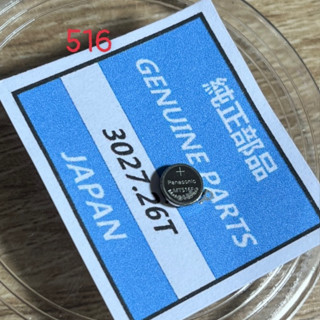 516
純正部品
GENUINE PARTS
3027.26T
JAPAN
+
Panasonic